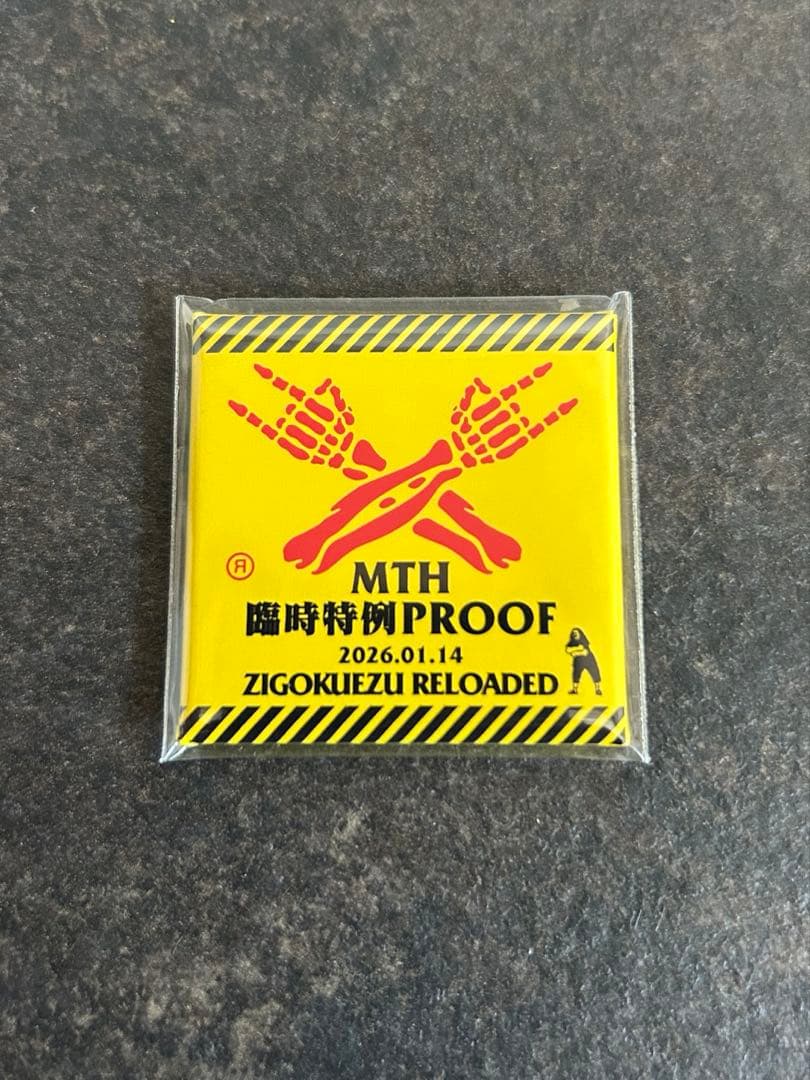 R
MTH
臨時特例PROOF
2026.01.14
ZIGOKUEZU RELOADED